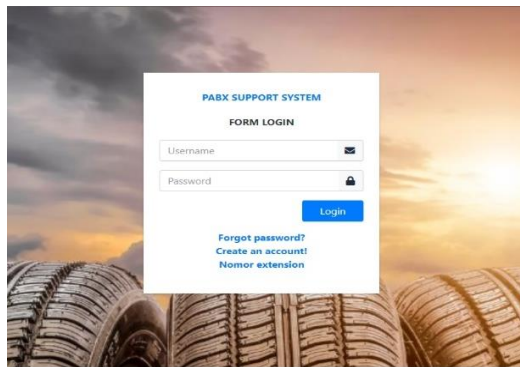 PABX SUPPORT SYSTEM
FORM LOGIN
Username
Password
Login
Forgot password?
Create an account!
Nomor extension